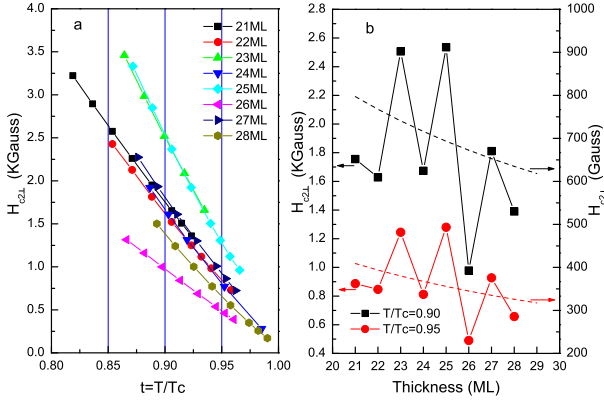 a
4.0
3.5
3.0
2.5
2.0
1.5
1.0
0.5
0.0
H_c2⊥ (KGauss)
0.80
0.85
0.90
0.95
1.00
t=T/Tc
21ML
22ML
23ML
24ML
25ML
26ML
27ML
28ML
b
2.8
2.6
2.4
2.2
2.0
1.8
1.6
1.4
1.2
1.0
0.8
0.6
0.4
H_c2⊥ (KGauss)
20 21 22 23 24 25 26 27 28 29 30
Thickness (ML)
T/Tc=0.90
T/Tc=0.95
1000
900
800
700
600
500
400
300
200
H_c2⊥ (Gauss)